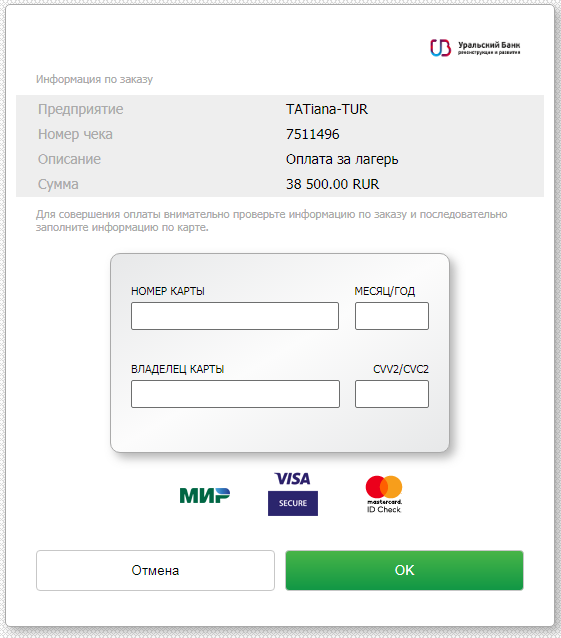 Уральский Банк
реконструкции и развития
Информация по заказу
Предприятие TATiana-TUR
Номер чека 7511496
Описание Оплата за лагерь
Сумма 38 500.00 RUR
Для совершения оплаты внимательно проверьте информацию по заказу и последовательно
заполните информацию по карте.
НОМЕР КАРТЫ МЕСЯЦ/ГОД
ВЛАДЕЛЕЦ КАРТЫ CVV2/CVC2
МИР VISA
SECURE
mastercard.
ID Check
Отмена OK